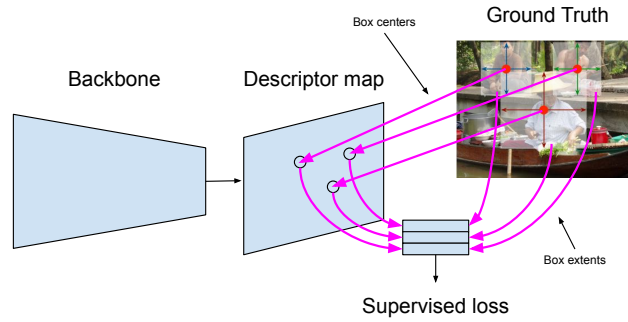 Ground Truth
Box centers
Backbone
Descriptor map
Box extents
Supervised loss